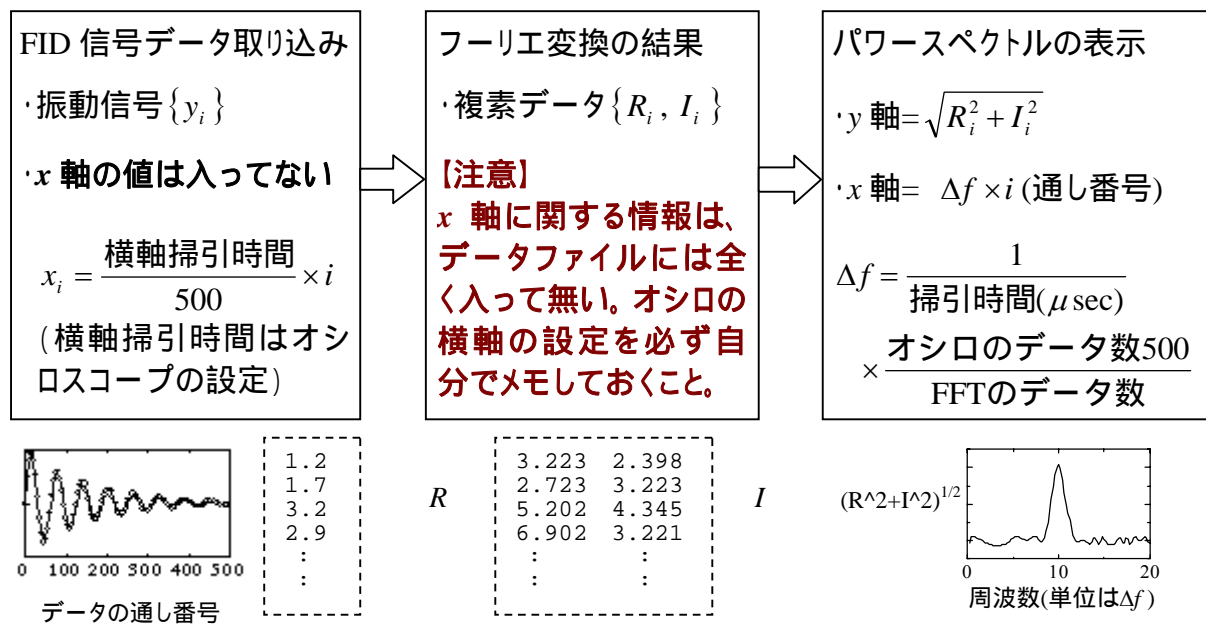 FID 信号データ取り込み
・振動信号{y_i}
・x 軸の値は入ってない
x_i = 横軸掃引時間/500 × i
(横軸掃引時間はオシ
ロスコープの設定)
フーリエ変換の結果
・複素データ{R_i , I_i}
【注意】
x 軸に関する情報は、
データファイルには全
く入って無い。オシロの
横軸の設定を必ず自
分でメモしておくこと。
パワースペクトルの表示
・y 軸=√(R_i^2 + I_i^2)
・x 軸= Δf × i (通し番号)
Δf = 1/掃引時間(μsec)
× オシロのデータ数500/FFTのデータ数
0 100 200 300 400 500
データの通し番号
1.2
1.7
3.2
2.9
:
:
R
3.223 2.398
2.723 3.223
5.202 4.345
6.902 3.221
: :
: :
I
(R^2+I^2)^1/2
0 10 20
周波数(単位はΔf)